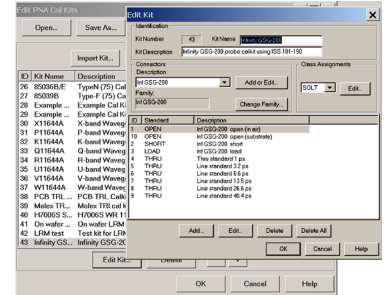 Edit PNA Cal Kits
Open...
Save As...
Import Kit...
ID Kit Name Description
26 85036B/E TypeN (75) Cal
27 85039B Type-F (75) Cal
28 Example ... Example Cal Ki
29 Example ... Example Cal Ki
30 X11644A X-band Waveg
31 P11644A P-band Waveg
32 K11644A K-band Waveg
33 Q11644A Q-band Waveg
34 R11644A R-band Waveg
35 U11644A U-band Waveg
36 V11644A V-band Waveg
37 W11644A W-band Waveg
38 PCB TRL ... PCB TRL Calki
39 Molex TR... Molex TRl cal k
40 H7006S S... H7006S WR 11
41 On wafer ... On wafer LRM
42 LRM test Test kit for LRM
43 Infinity GS... Infinity GSG-20
Edit Kit...
Delete
OK
Cancel
Help
Edit Kit
Identification
Kit Number 43 Kit Name Infinity GSG-200
Kit Description Infinity GSG-200 probe calkit using ISS 101-190
Connectors
Description:
Inf GSG-200
Add or Edit...
Family:
Inf GSG-200
Change Family...
Class Assignments
SOLT
Edit...
ID Standard Description
1 OPEN Inf GSG-200 open (in air)
10 OPEN Inf GSG-200 open (substrate)
2 SHORT Inf GSG-200 short
3 LOAD Inf GSG-200 load
4 THRU Thru standard 1 ps
5 THRU Line standard 3.2 ps
6 THRU Line standard 6.6 ps
7 THRU Line standard 13.5 ps
8 THRU Line standard 26.6 ps
9 THRU Line standard 40.4 ps
Add...
Edit...
Delete
Delete All
OK
Cancel
Help